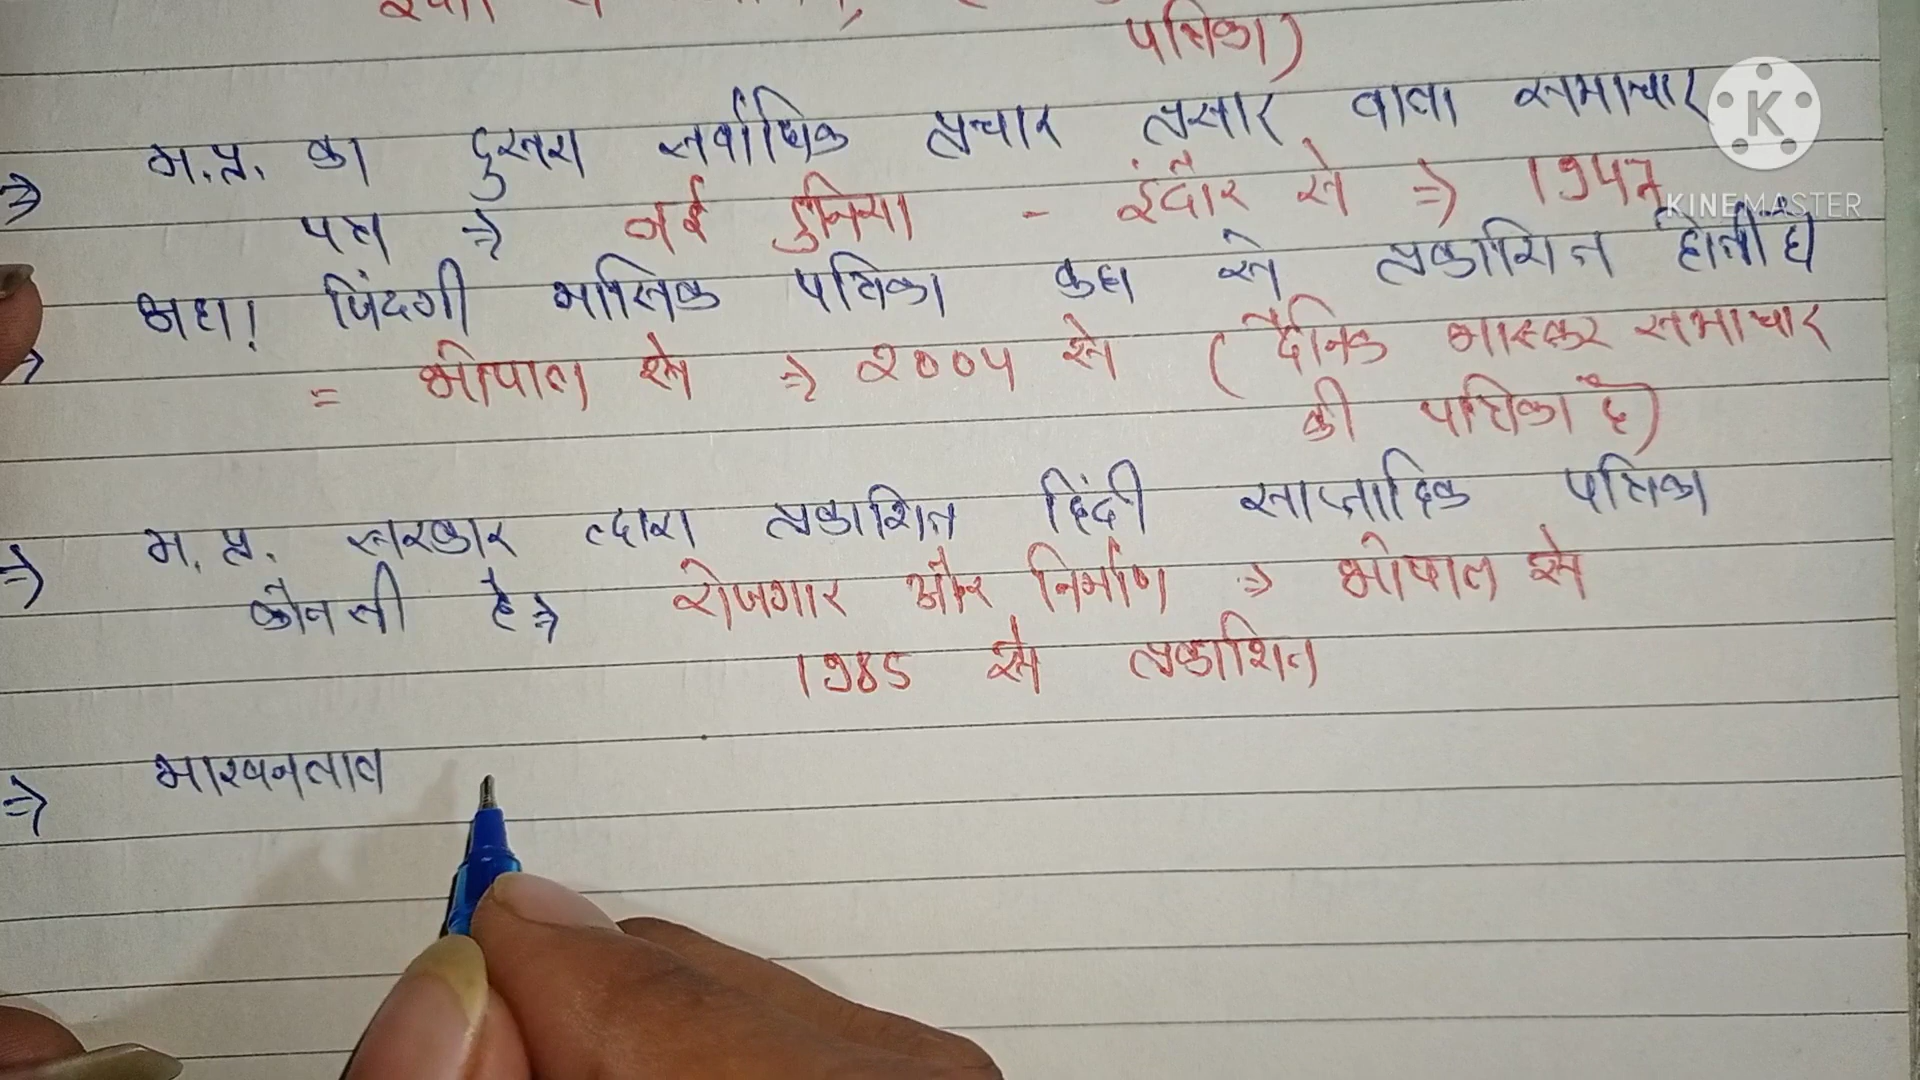 पत्रिका)
⇒ म.प्र. का दुसरा सर्वाधिक प्रचार प्रसार वाला समाचार
पत्र ⇒ नई दुनिया - इंदौर से ⇒ 1947
⇒ अहा! जिंदगी मासिक पत्रिका कहा से प्रकाशित होती है
= भोपाल से ⇒ २००५ से (दैनिक भास्कर समाचार
की पत्रिका है)
⇒ म.प्र. सरकार द्वारा प्रकाशित हिंदी साप्ताहिक पत्रिका
कौनसी है ⇒ रोजगार और निर्माण ⇒ भोपाल से
1985 से प्रकाशित
⇒ माखनलाल
K
KINEMASTER